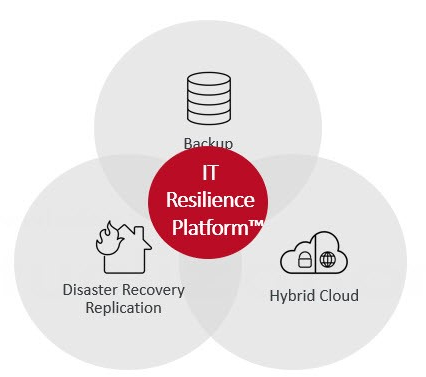 Backup
IT
Resilience
Platform™
Disaster Recovery
Replication
Hybrid Cloud